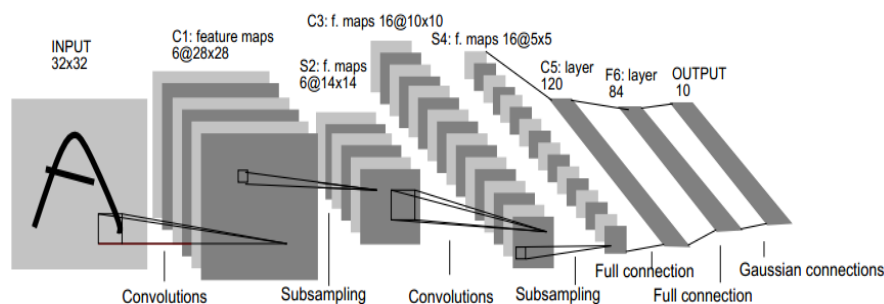 INPUT
32x32
C1: feature maps
6@28x28
S2: f. maps
6@14x14
C3: f. maps 16@10x10
S4: f. maps 16@5x5
C5: layer
120
F6: layer
84
OUTPUT
10
A
Convolutions
Subsampling
Convolutions
Subsampling
Full connection
Full connection
Gaussian connections